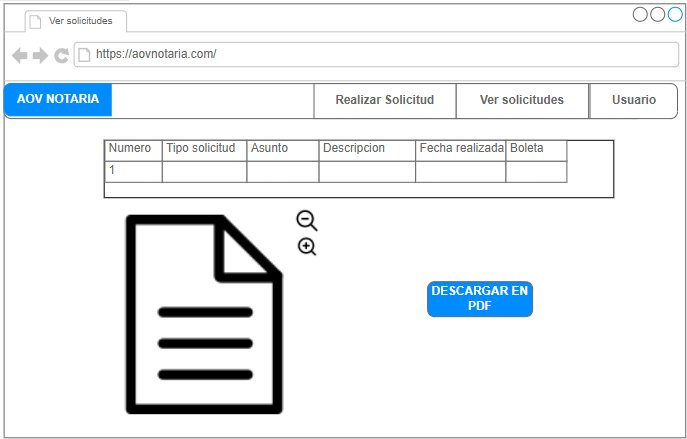 Ver solicitudes
https://aovnotaria.com/
AOV NOTARIA Realizar Solicitud Ver solicitudes Usuario
Numero Tipo solicitud Asunto Descripcion Fecha realizada Boleta
1
DESCARGAR EN
PDF